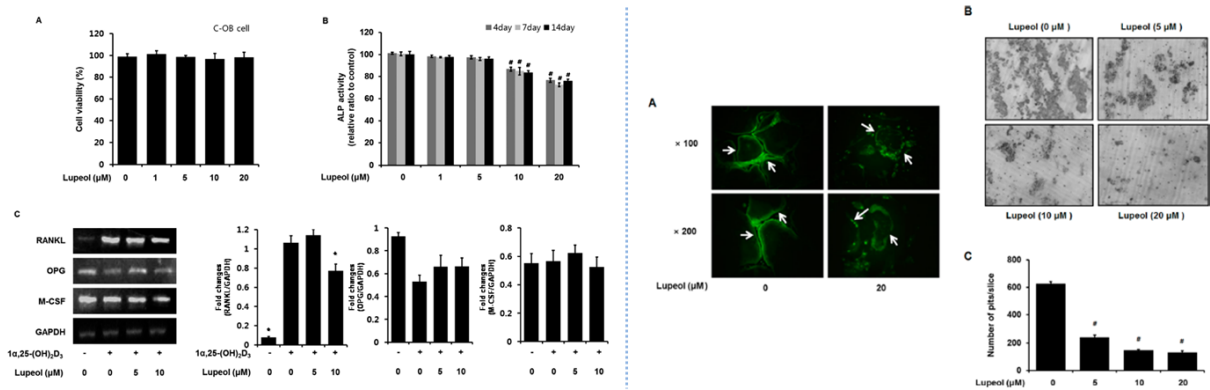 A
C-OB cell
Cell viability (%)
120
100
80
60
40
20
0
0 1 5 10 20
Lupeol (μM)
B
4day 7day 14day
ALP activity
(relative ratio to control)
120
100
80
60
40
20
0
# # # # # #
0 1 5 10 20
Lupeol (μM)
C
RANKL
OPG
M-CSF
GAPDH
1α,25-(OH)₂D₃ - + + +
Lupeol (μM) 0 0 5 10
Fold changes
(RANKL/GAPDH)
1.2
1
0.8
0.6
0.4
0.2
0
* *
1α,25-(OH)₂D₃ - + + +
Lupeol (μM) 0 0 5 10
Fold changes
(OPG/GAPDH)
1
0.8
0.6
0.4
0.2
0
- + + +
0 0 5 10
Fold changes
(M-CSF/GAPDH)
1
0.8
0.6
0.4
0.2
0
- + + +
0 0 5 10
A
× 100
× 200
Lupeol (μM) 0 20
B
Lupeol (0 μM ) Lupeol (5 μM )
Lupeol (10 μM ) Lupeol (20 μM )
C
Number of pits/slice
800
600
400
200
0
# # #
0 5 10 20
Lupeol (μM)